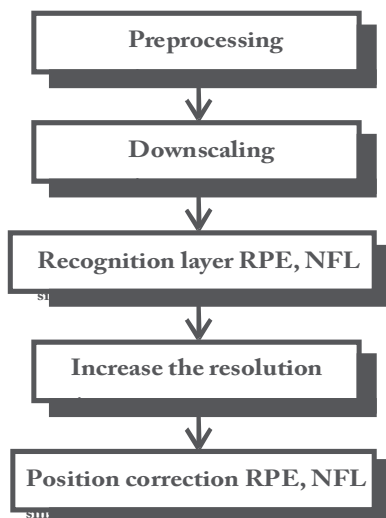 Preprocessing
Downscaling
Recognition layer RPE, NFL
Increase the resolution
Position correction RPE, NFL